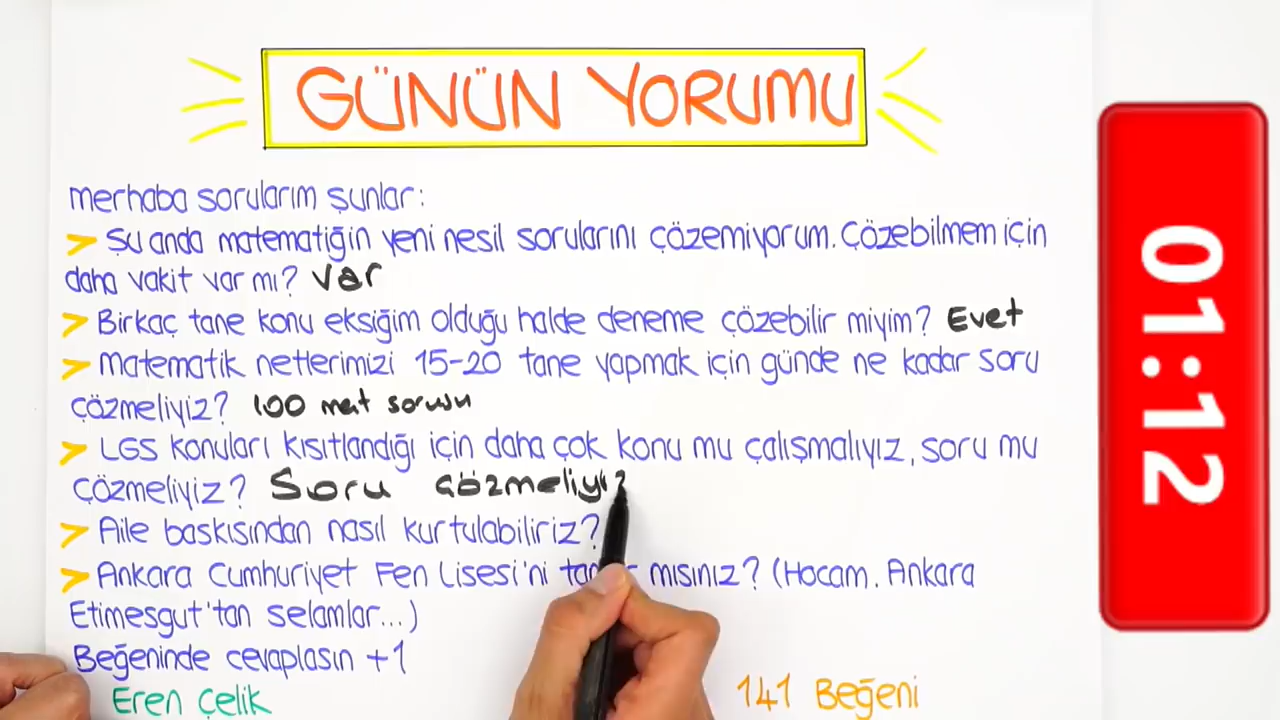 GÜNÜN YORUMU
merhaba sorularım şunlar:
➤ Şu anda matematiğin yeni nesil sorularını çözemiyorum. Çözebilmem için
daha vakit var mı? Var
➤ Birkaç tane konu eksiğim olduğu halde deneme çözebilir miyim? Evet
➤ Matematik netlerimizi 15-20 tane yapmak için günde ne kadar soru
çözmeliyiz? 100 mat sorusu
➤ LGS konuları kısıtlandığı için daha çok konu mu çalışmalıyız, soru mu
çözmeliyiz? Soru çözmeliyiz
➤ Aile baskısından nasıl kurtulabiliriz?
➤ Ankara Cumhuriyet Fen Lisesi'ni mısınız? (Hocam. Ankara
Etimesgut'tan selamlar...)
Beğeninde cevaplasın +1
Eren Çelik
141 Beğeni
01:12